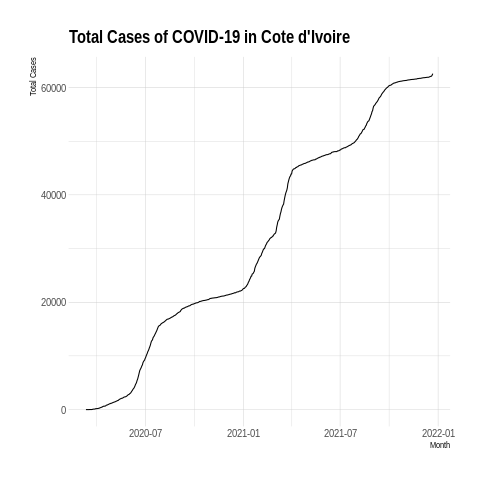 Total Cases of COVID-19 in Cote d'Ivoire
Total Cases
60000
40000
20000
0
2020-07 2021-01 2021-07 2022-01
Month